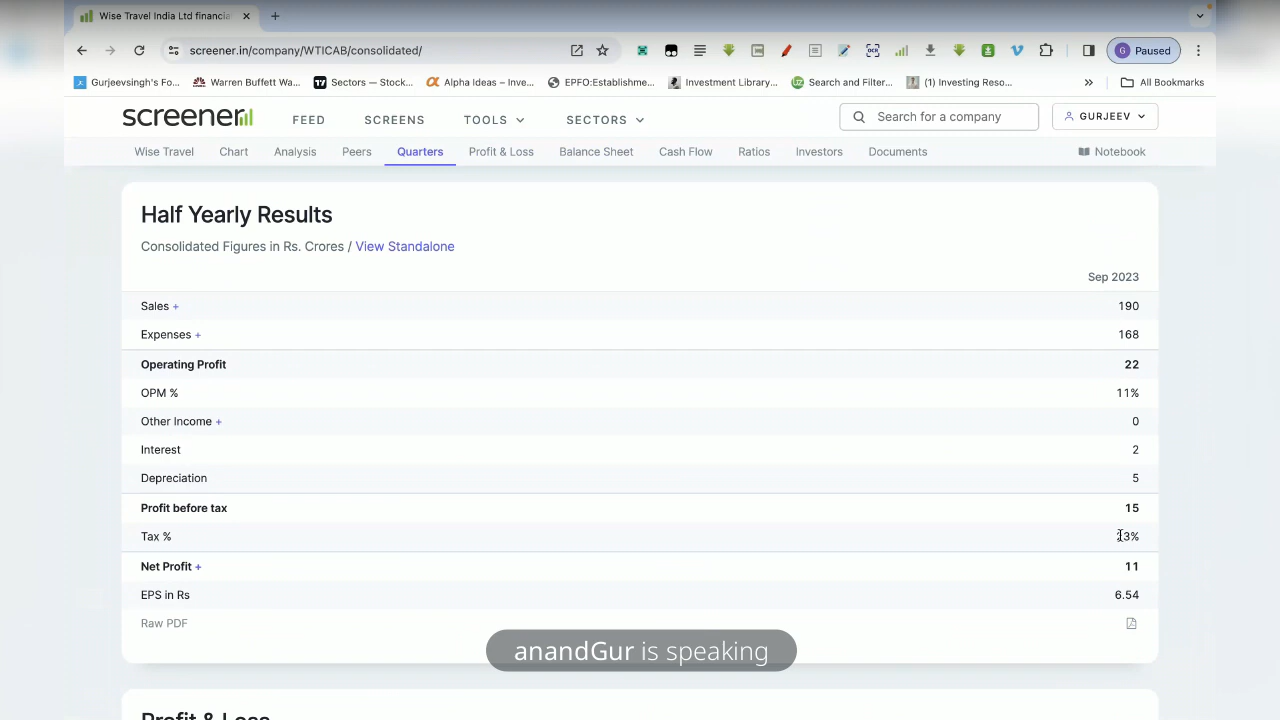 Wise Travel India Ltd financia
screener.in/company/WTICAB/consolidated/
G Paused
Gurjeevsingh's Fo... Warren Buffett Wa... Sectors – Stock... Alpha Ideas – Inve... EPFO:Establishme... Investment Library... Search and Filter... (1) Investing Reso... » All Bookmarks
screener FEED SCREENS TOOLS SECTORS Search for a company GURJEEV
Wise Travel Chart Analysis Peers Quarters Profit & Loss Balance Sheet Cash Flow Ratios Investors Documents Notebook
Half Yearly Results
Consolidated Figures in Rs. Crores / View Standalone
Sep 2023
Sales + 190
Expenses + 168
Operating Profit 22
OPM % 11%
Other Income + 0
Interest 2
Depreciation 5
Profit before tax 15
Tax % 3%
Net Profit + 11
EPS in Rs 6.54
Raw PDF
anandGur is speaking
Profit & Loss